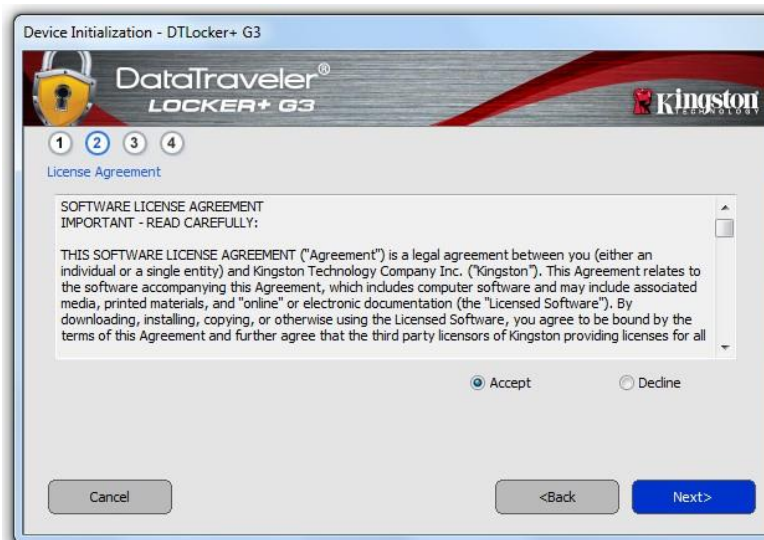 Device Initialization - DTLocker+ G3
DataTraveler®
LOCKER+ G3
Kingston
TECHNOLOGY
1 2 3 4
License Agreement
SOFTWARE LICENSE AGREEMENT
IMPORTANT - READ CAREFULLY:
THIS SOFTWARE LICENSE AGREEMENT ("Agreement") is a legal agreement between you (either an
individual or a single entity) and Kingston Technology Company Inc. ("Kingston"). This Agreement relates to
the software accompanying this Agreement, which includes computer software and may include associated
media, printed materials, and "online" or electronic documentation (the "Licensed Software"). By
downloading, installing, copying, or otherwise using the Licensed Software, you agree to be bound by the
terms of this Agreement and further agree that the third party licensors of Kingston providing licenses for all
Accept Decline
Cancel <Back Next>